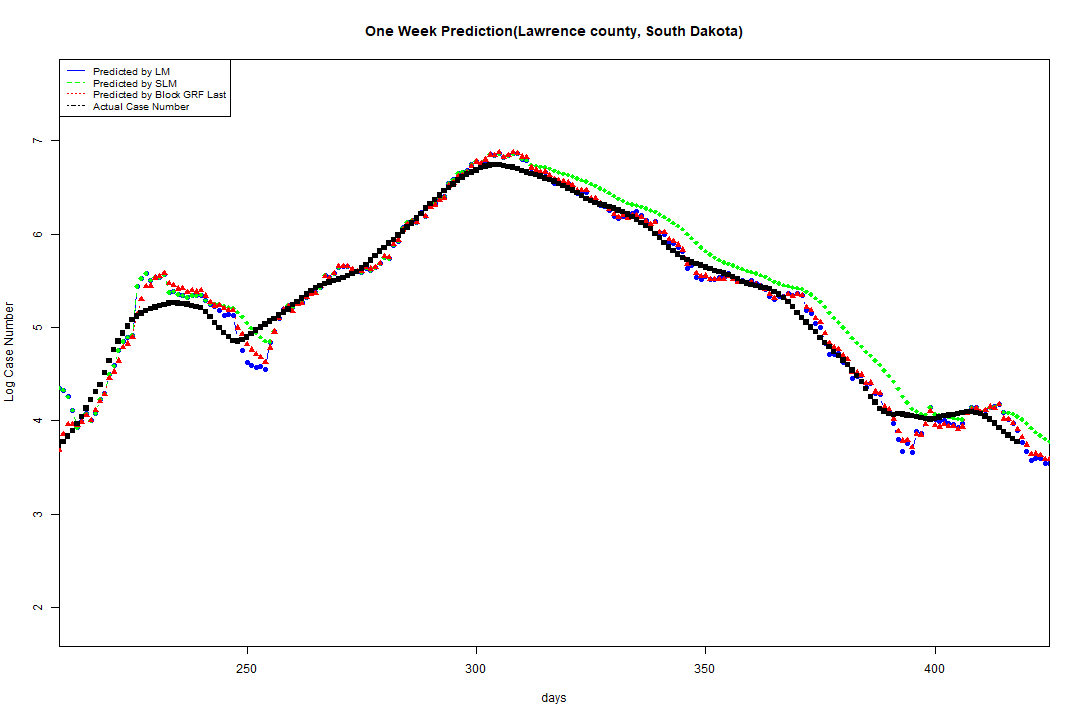 One Week Prediction(Lawrence county, South Dakota)
Predicted by LM
Predicted by SLM
Predicted by Block GRF Last
Actual Case Number
7
6
5
4
3
2
Log Case Number
250
300
350
400
days